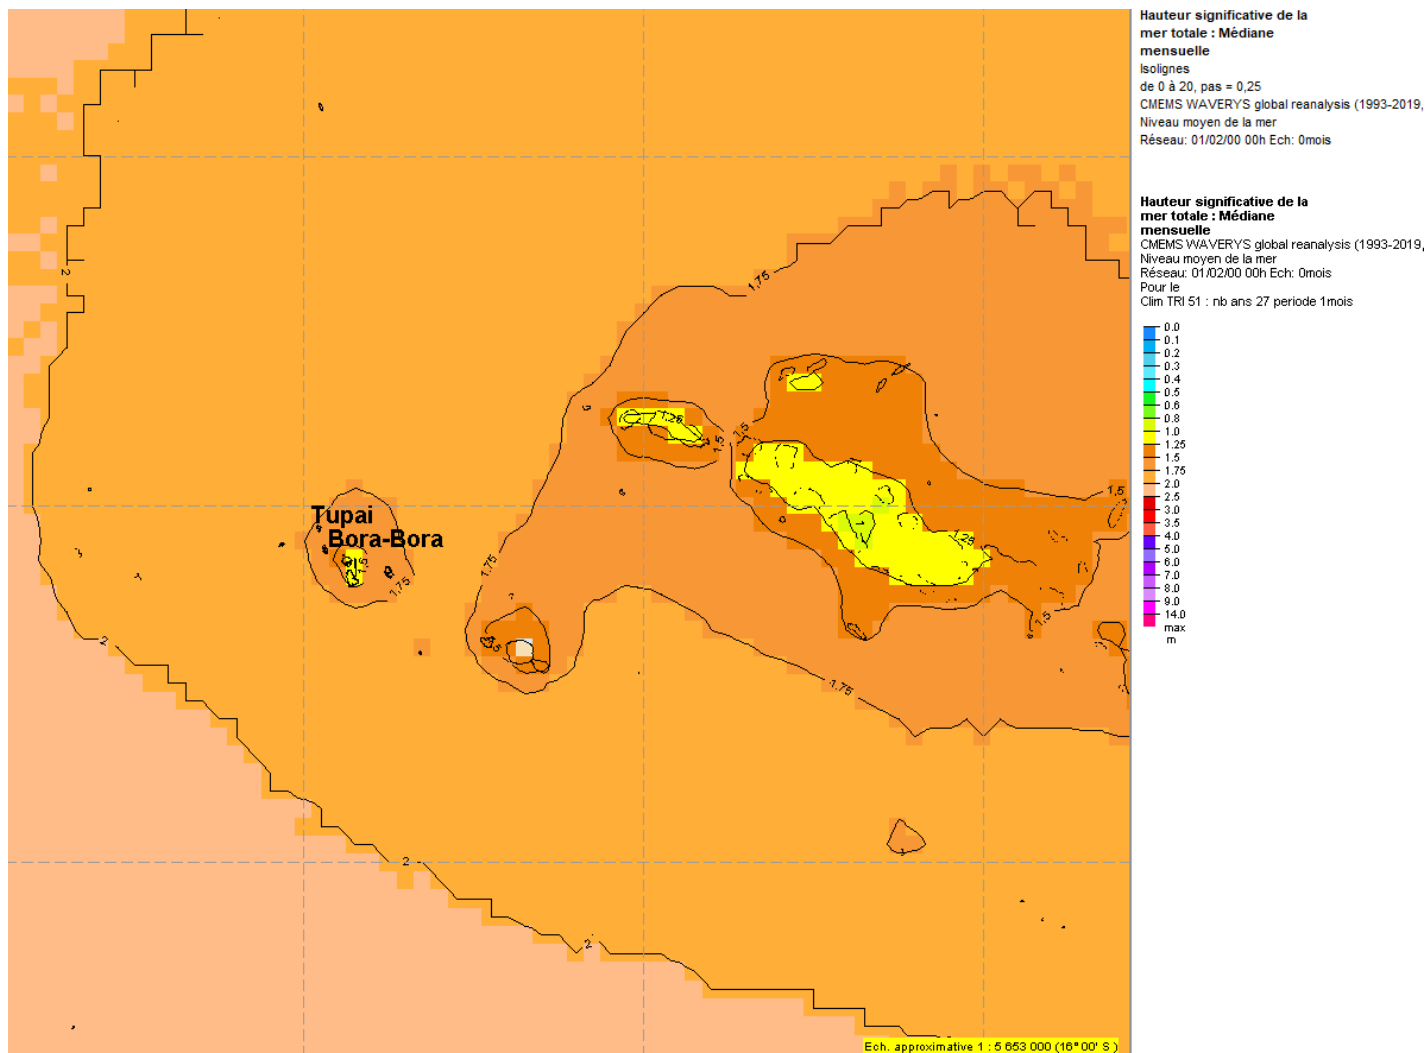 Hauteur significative de la
mer totale : Médiane
mensuelle
Isolignes
de 0 à 20, pas = 0,25
CMEMS WAVERYS global reanalysis (1993-2019,
Niveau moyen de la mer
Réseau: 01/02/00 00h Ech: 0mois
Hauteur significative de la
mer totale : Médiane
mensuelle
CMEMS WAVERYS global reanalysis (1993-2019,
Niveau moyen de la mer
Réseau: 01/02/00 00h Ech: 0mois
Pour le
Clim TRI 51 : nb ans 27 periode 1mois
0.0
0.1
0.2
0.3
0.4
0.5
0.6
0.8
1.0
1.25
1.5
1.75
2.0
2.5
3.0
3.5
4.0
5.0
6.0
7.0
8.0
9.0
14.0
max
m
2
1,75
1,25
1,5
1,5
1,5
Tupai
Bora-Bora
1,5
1,75
1,75
1,25
1,5
2
1,75
2
2
Ech. approximative 1 : 5 653 000 (16°00' S )